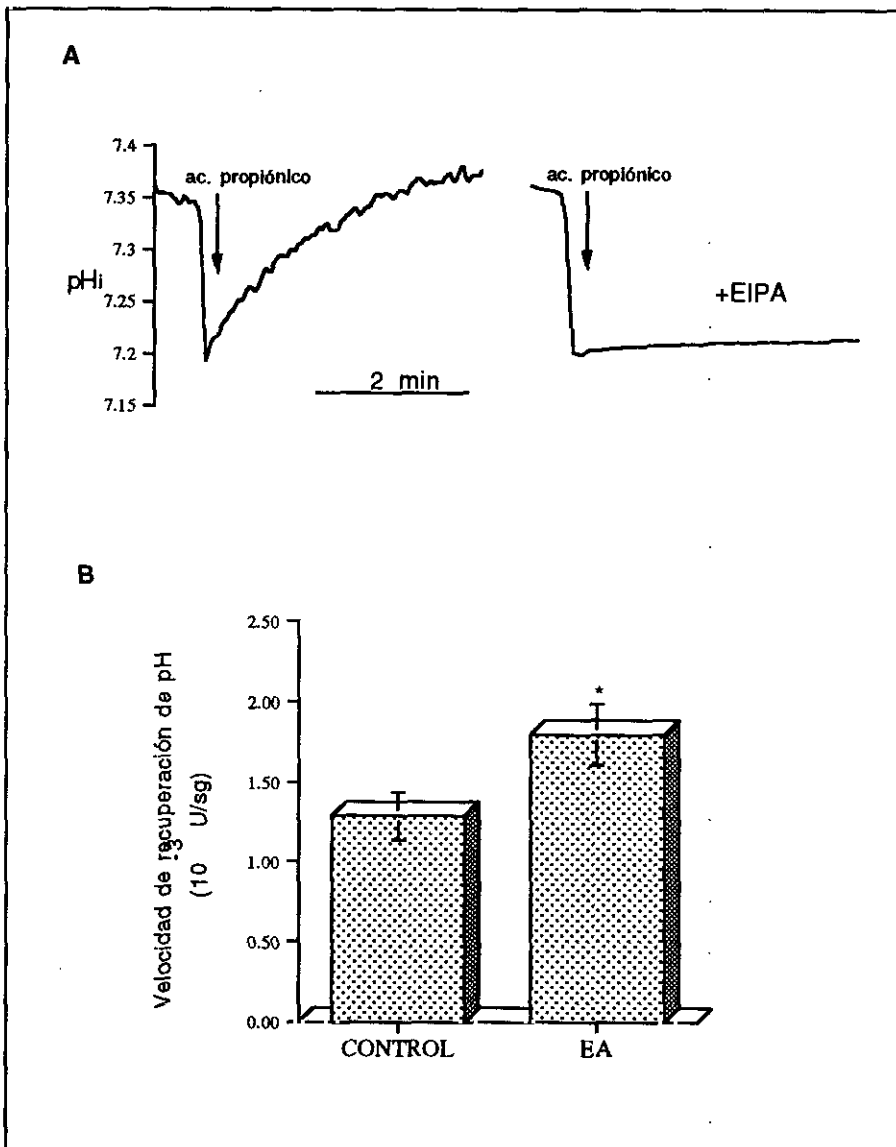 A
7.4
7.35
7.3
7.25
7.2
7.15
pHi
ac. propiónico
2 min
ac. propiónico
+EIPA
B
Velocidad de recuperación de pH
(10 -3 U/sg)
2.50
2.00
1.50
1.00
0.50
0.00
*
CONTROL
EA